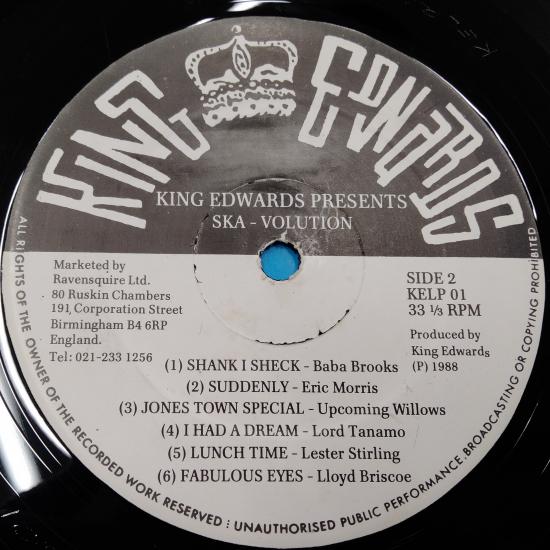 KING EDWARDS
KING EDWARDS PRESENTS
SKA - VOLUTION
Marketed by
Ravensquire Ltd.
80 Ruskin Chambers
191, Corporation Street
Birmingham B4 6RP
England.
Tel: 021-233 1256
SIDE 2
KELP 01
33 1/3 RPM
Produced by
King Edwards
(P) 1988
(1) SHANK I SHECK - Baba Brooks
(2) SUDDENLY - Eric Morris
(3) JONES TOWN SPECIAL - Upcoming Willows
(4) I HAD A DREAM - Lord Tanamo
(5) LUNCH TIME - Lester Stirling
(6) FABULOUS EYES - Lloyd Briscoe
ALL RIGHTS OF THE OWNER OF THE RECORDED WORK RESERVED : UNAUTHORISED PUBLIC PERFORMANCE. BROADCASTING OR COPYING PROHIBITED